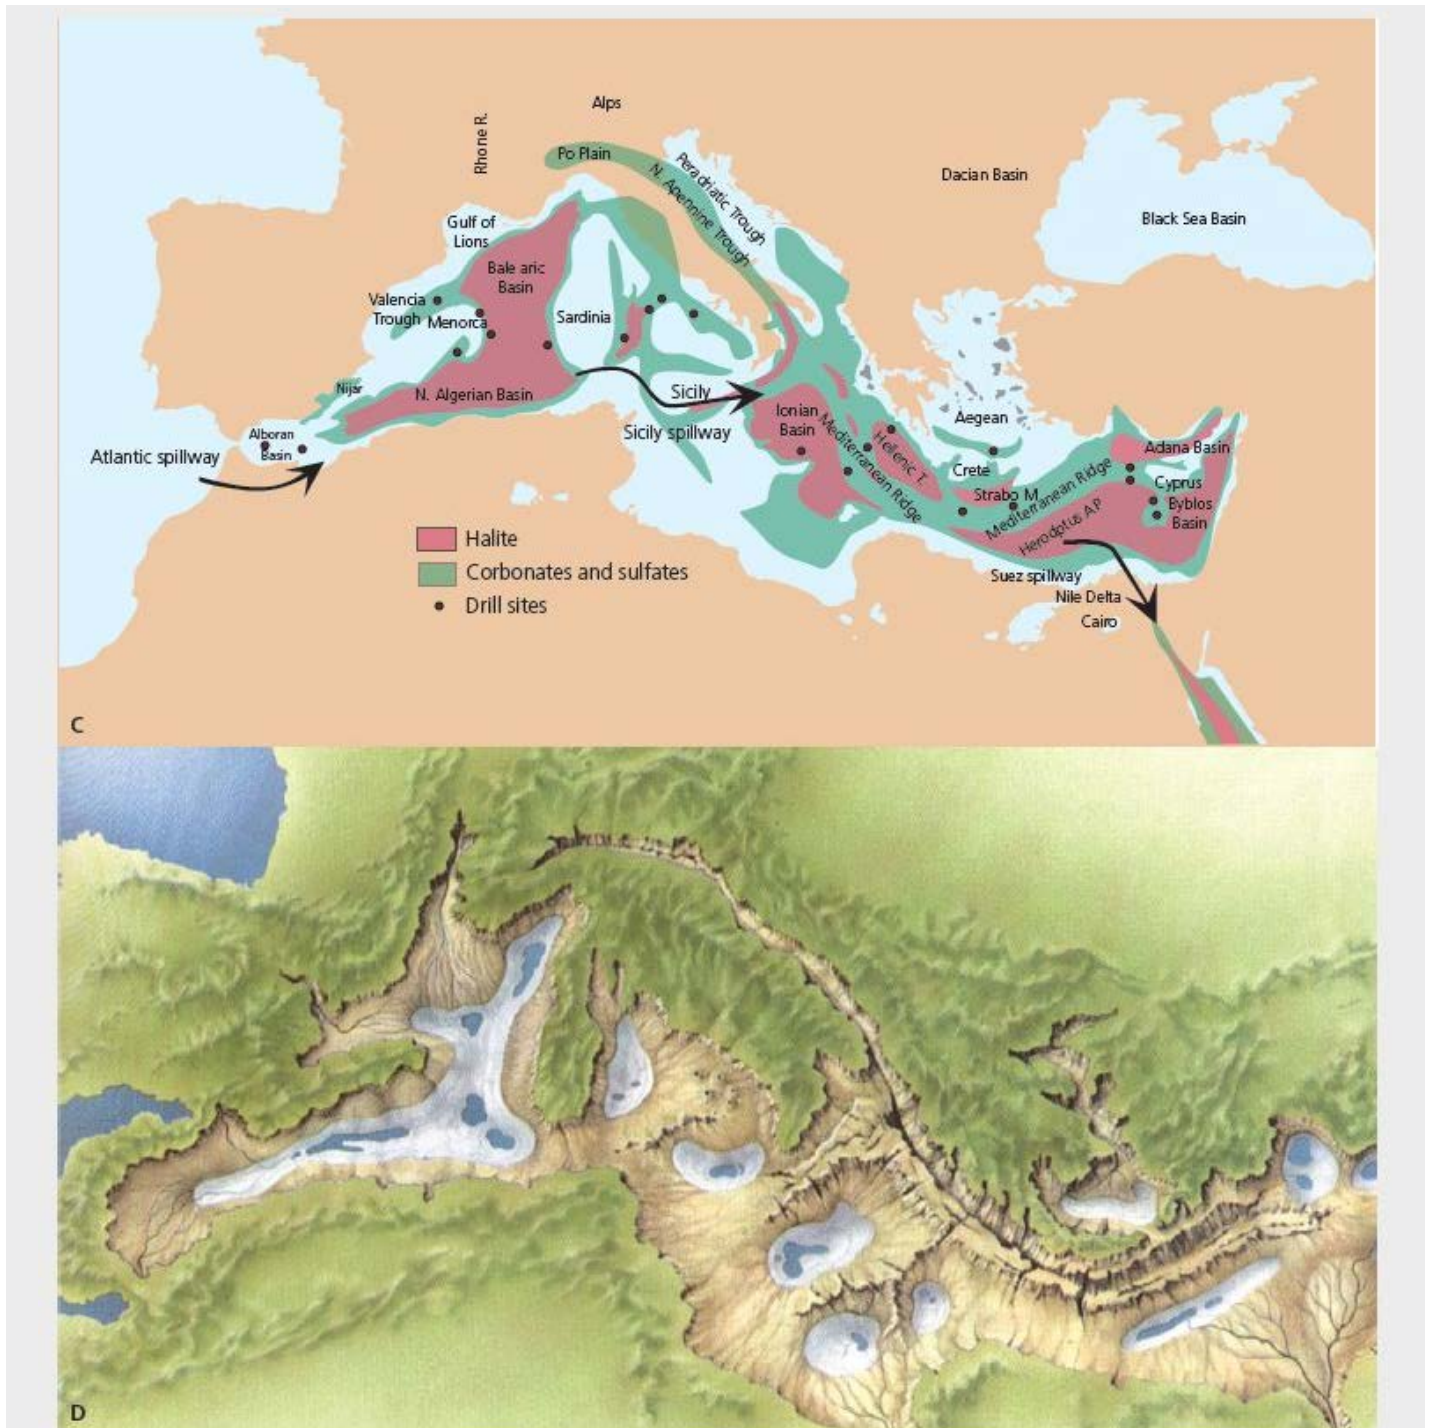 Alps
Rhone R.
Po Plain
Peradriatic Trough
N. Apennine Trough
Dacian Basin
Black Sea Basin
Gulf of
Lions
Bale aric
Basin
Valencia
Trough
Menorca
Sardinia
Nijar
N. Algerian Basin
Sicily
Sicily spillway
Alboran
Basin
Atlantic spillway
Ionian
Basin
Mediterranean Ridge
Hellenic T.
Aegean
Crete
Strabo M
Mediterranean Ridge
Adana Basin
Cyprus
Byblos
Basin
Herodotus A.P
Suez spillway
Nile Delta
Cairo
Halite
Corbonates and sulfates
Drill sites
C
D